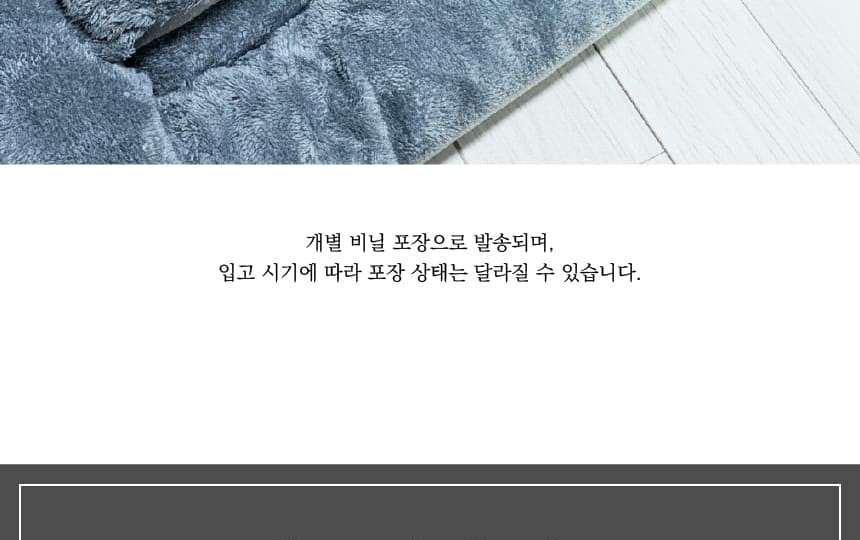 개별 비닐 포장으로 발송되며,
입고 시기에 따라 포장 상태는 달라질 수 있습니다.